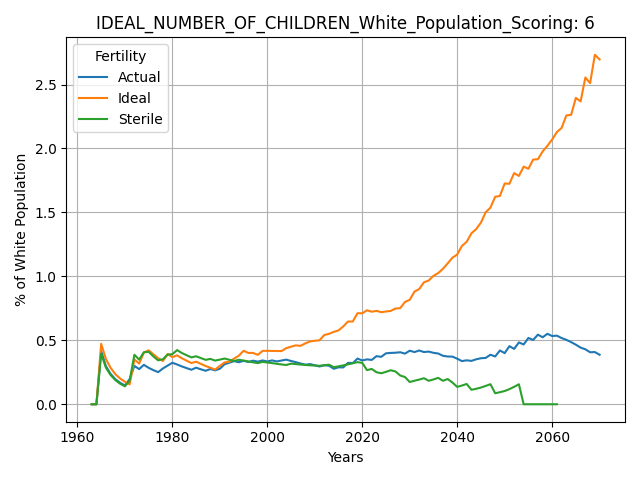 IDEAL_NUMBER_OF_CHILDREN_White_Population_Scoring: 6
Fertility
Actual
Ideal
Sterile
% of White Population
2.5
2.0
1.5
1.0
0.5
0.0
1960 1980 2000 2020 2040 2060
Years